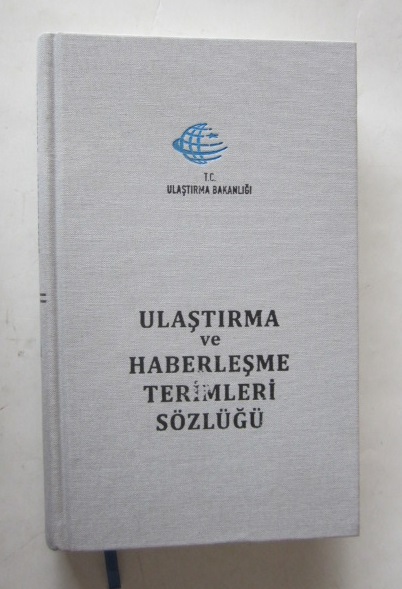 T.C.
ULAŞTIRMA BAKANLIĞI
ULAŞTIRMA
ve
HABERLEŞME
TERİMLERİ
SÖZLÜĞÜ